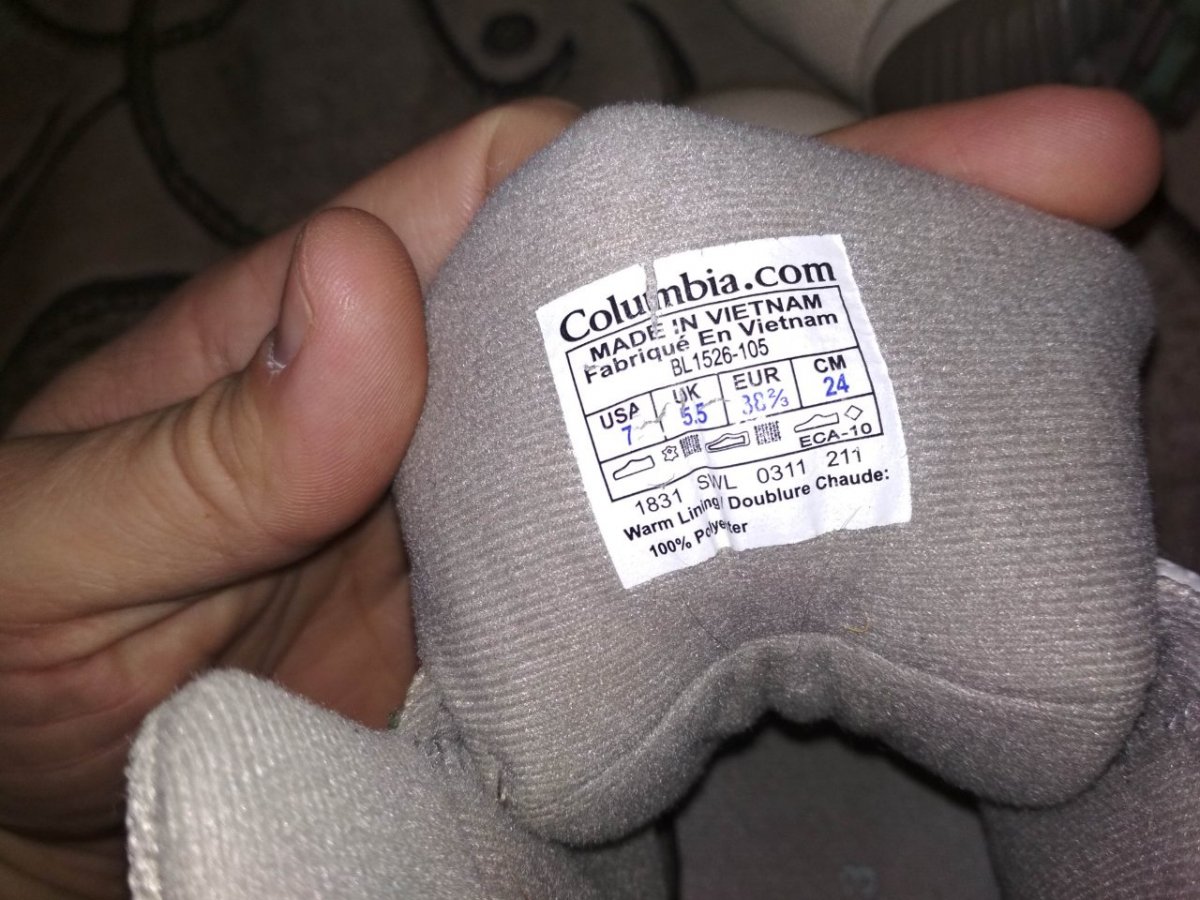 Columbia.com
MADE IN VIETNAM
Fabriqué En Vietnam
BL1526-105
USA UK EUR CM
7 5.5 38⅔ 24
ECA-10
1831 SWL 0311 211
Warm Lining/Doublure Chaude:
100% Polyester